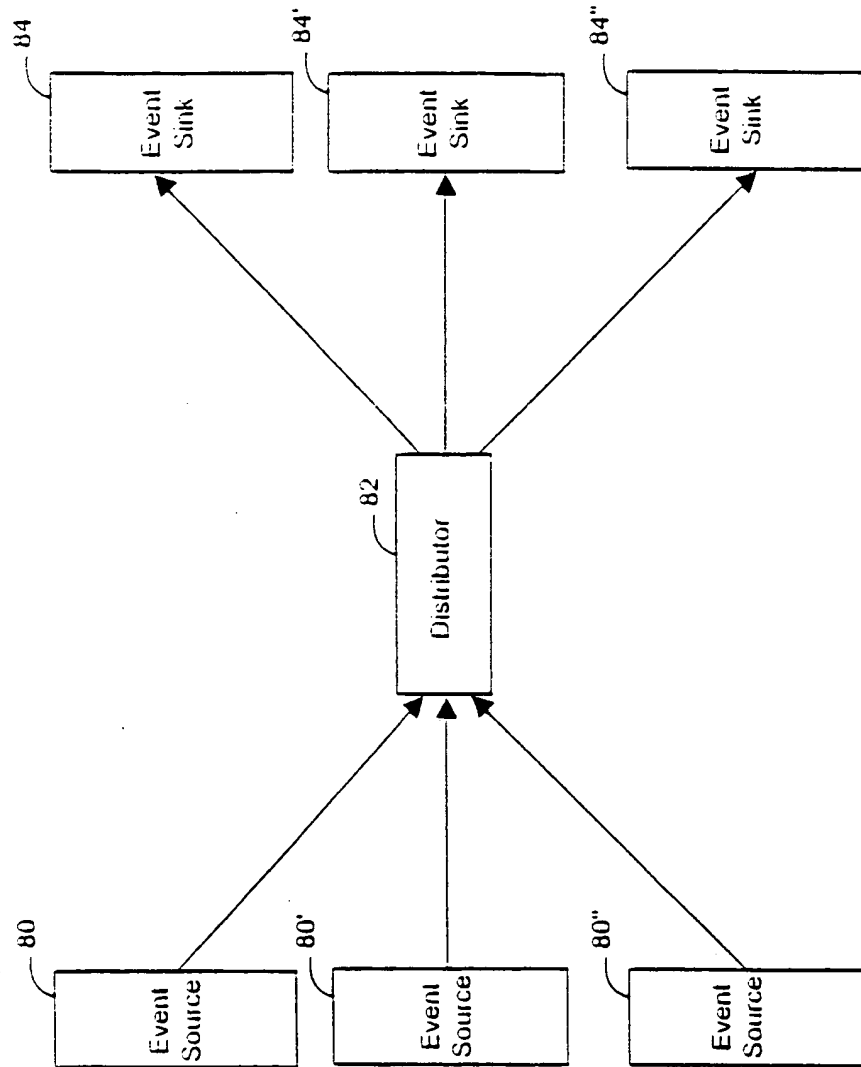 80
Event
Source
80'
Event
Source
80"
Event
Source
82
Distributor
84
Event
Sink
84'
Event
Sink
84"
Event
Sink